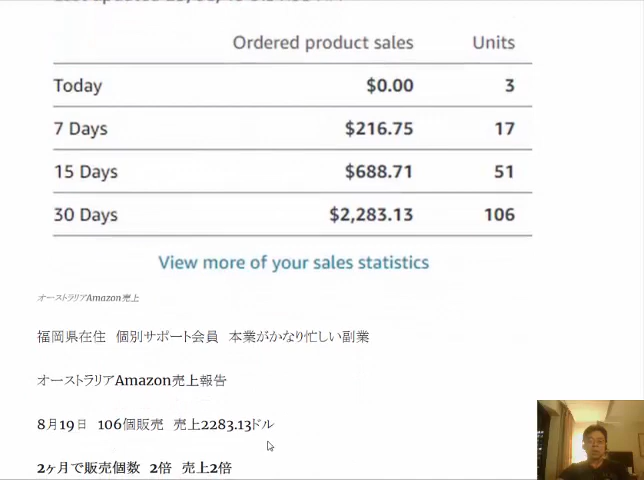 Ordered product sales Units
Today $0.00 3
7 Days $216.75 17
15 Days $688.71 51
30 Days $2,283.13 106
View more of your sales statistics
オーストラリアAmazon売上
福岡県在住 個別サポート会員 本業がかなり忙しい副業
オーストラリアAmazon売上報告
8月19日 106個販売 売上2283.13ドル
2ヶ月で販売個数 2倍 売上2倍